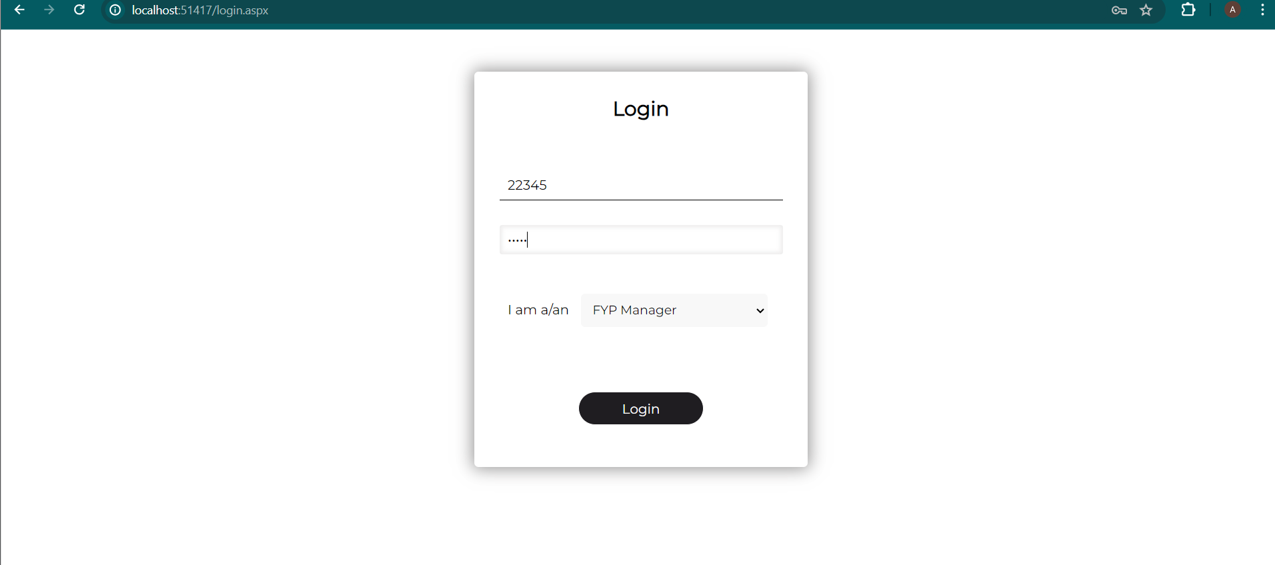 localhost:51417/login.aspx
A
Login
22345
•••••
I am a/an FYP Manager
Login